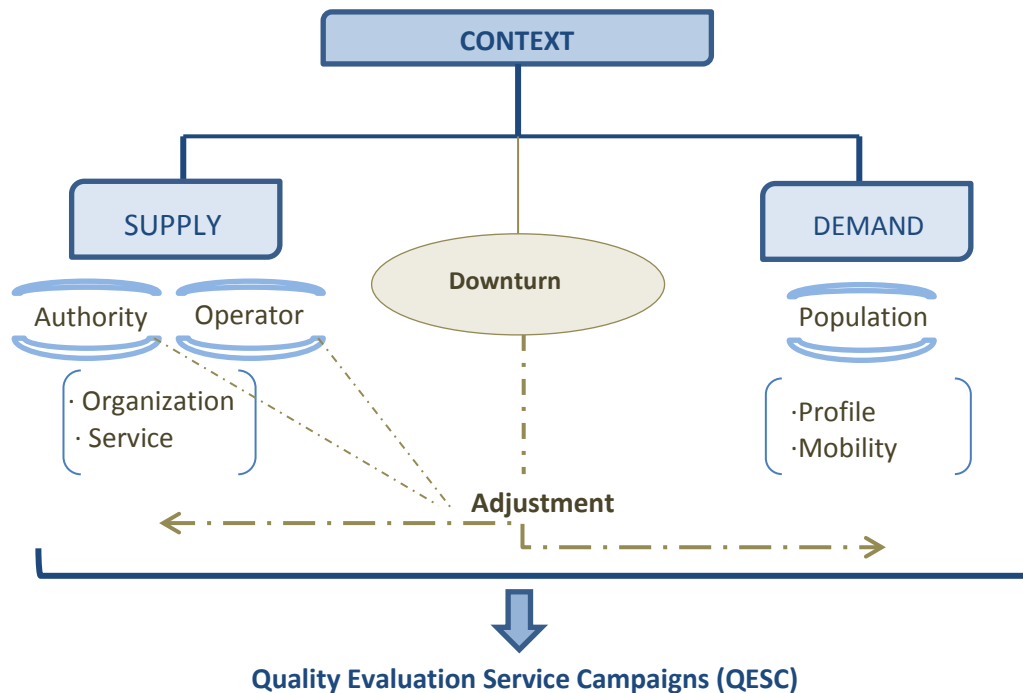 CONTEXT
SUPPLY
DEMAND
Downturn
Authority
Operator
Population
· Organization
· Service
·Profile
·Mobility
Adjustment
Quality Evaluation Service Campaigns (QESC)